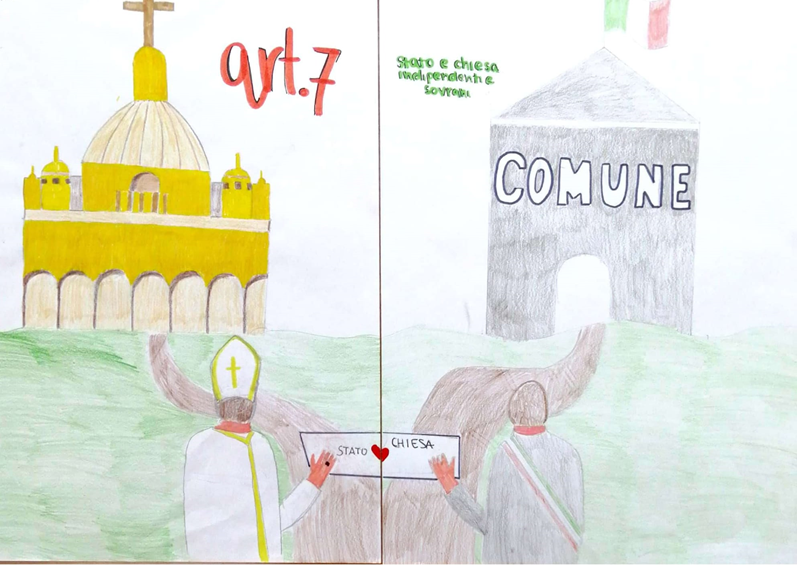 art.7
Stato e chiesa
indipendenti e
sovrani
COMUNE
STATO
CHIESA